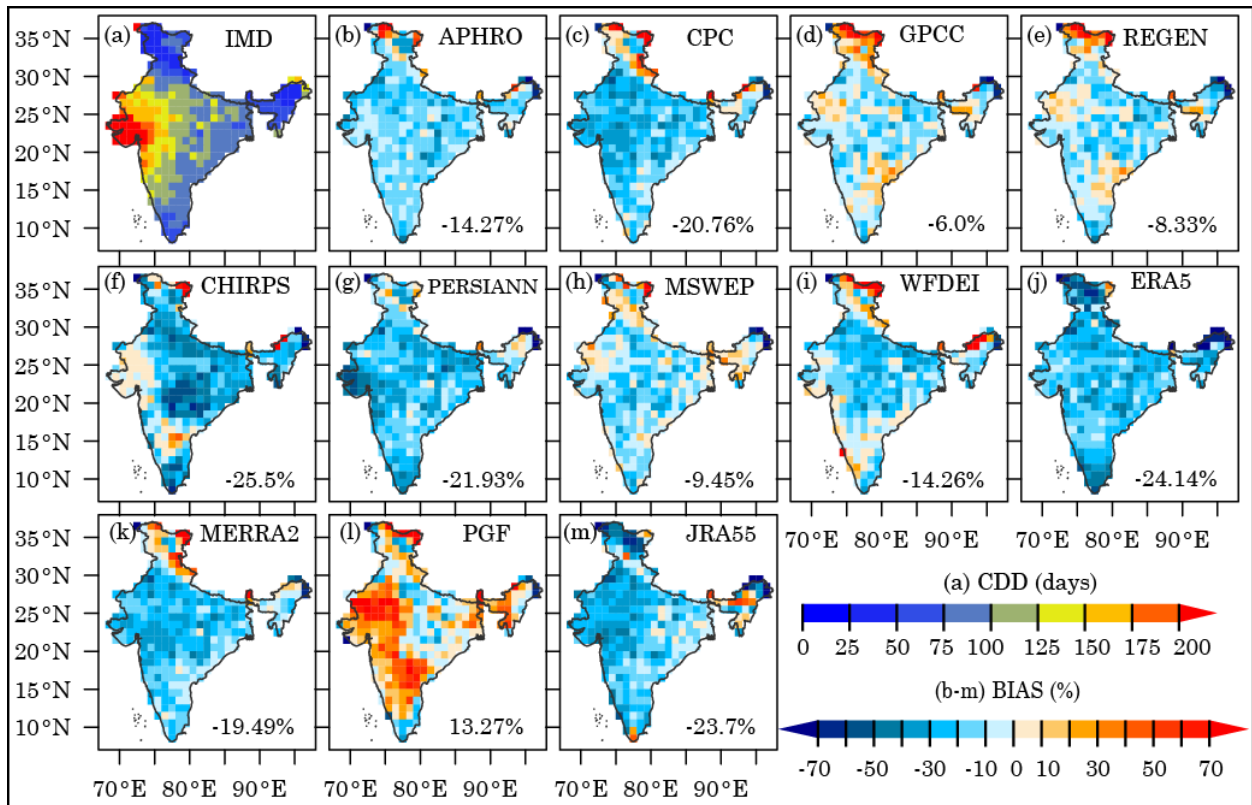 35°N
30°N
25°N
20°N
15°N
10°N
(a) IMD
(b) APHRO
-14.27%
(c) CPC
-20.76%
(d) GPCC
-6.0%
(e) REGEN
-8.33%
35°N
30°N
25°N
20°N
15°N
10°N
(f) CHIRPS
-25.5%
(g) PERSIANN
-21.93%
(h) MSWEP
-9.45%
(i) WFDEI
-14.26%
(j) ERA5
-24.14%
35°N
30°N
25°N
20°N
15°N
10°N
(k) MERRA2
-19.49%
(l) PGF
13.27%
(m) JRA55
-23.7%
70°E 80°E 90°E 70°E 80°E 90°E
(a) CDD (days)
0 25 50 75 100 125 150 175 200
(b-m) BIAS (%)
-70 -50 -30 -10 0 10 30 50 70
70°E 80°E 90°E 70°E 80°E 90°E 70°E 80°E 90°E